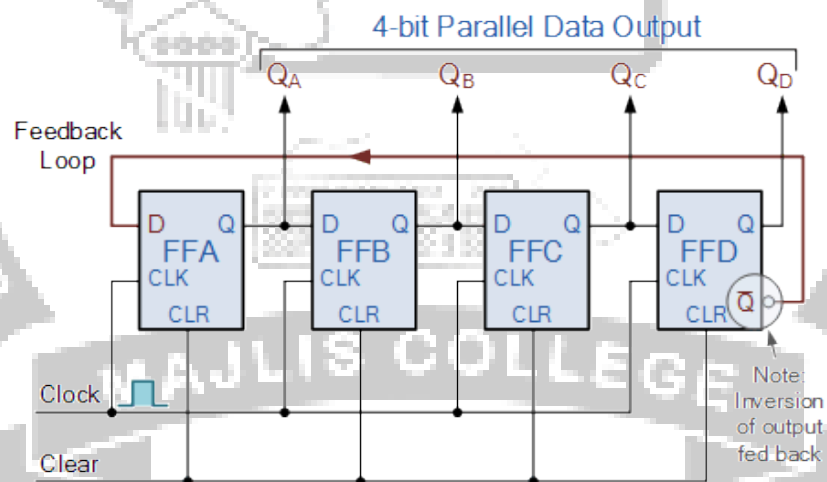 4-bit Parallel Data Output
QA QB QC QD
Feedback
Loop
D Q D Q D Q D Q
FFA FFB FFC FFD
CLK CLK CLK CLK
Q̅
CLR CLR CLR CLR
MAJLIS COLLEGE
Clock
Note:
Inversion
of output
fed back
Clear